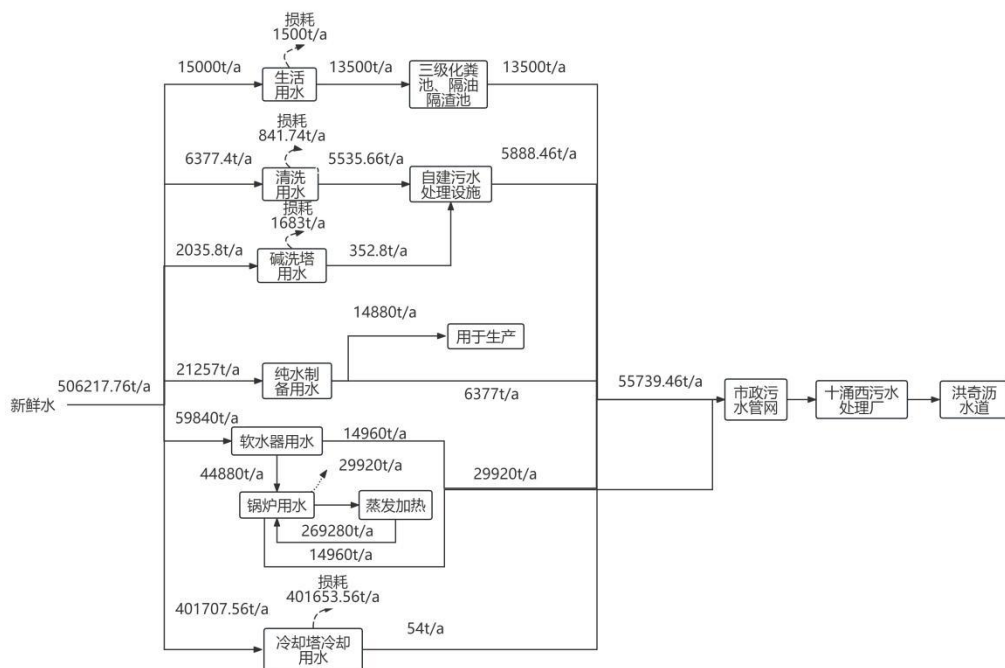 损耗
1500t/a
15000t/a
生活
用水
13500t/a
三级化粪
池、隔油
隔渣池
13500t/a
损耗
841.74t/a
6377.4t/a
清洗
用水
5535.66t/a
自建污水
处理设施
5888.46t/a
损耗
1683t/a
2035.8t/a
碱洗塔
用水
352.8t/a
14880t/a
用于生产
21257t/a
纯水制
备用水
6377t/a
506217.76t/a
新鲜水
55739.46t/a
市政污
水管网
十涌西污水
处理厂
洪奇沥
水道
59840t/a
软水器用水
14960t/a
29920t/a
44880t/a
29920t/a
锅炉用水
蒸发加热
269280t/a
14960t/a
损耗
401653.56t/a
401707.56t/a
冷却塔冷却
用水
54t/a